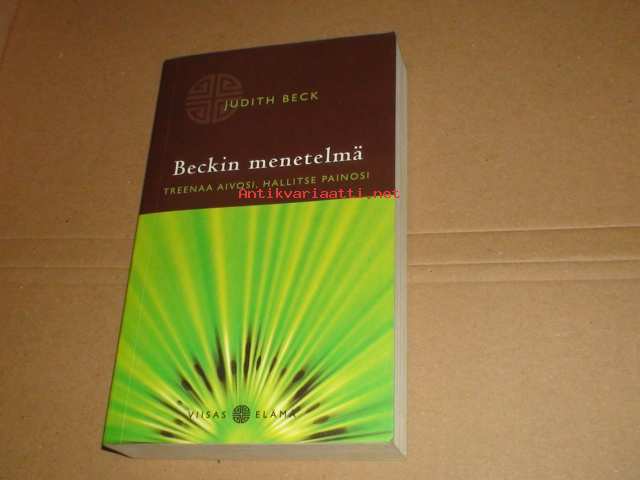 JUDITH BECK
Beckin menetelmä
TREENAA AIVOSI, HALLITSE PAINOSI
Antikvariaatti.net
VIISAS ELÄMÄ